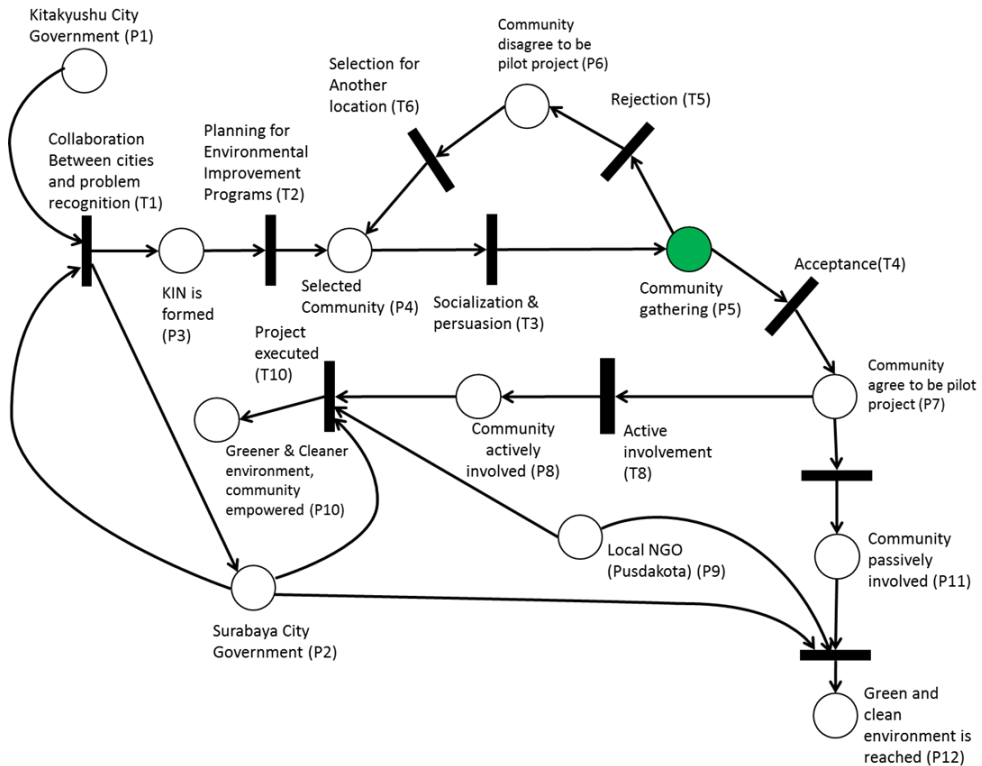 Kitakyushu City
Government (P1)
Community
disagree to be
pilot project (P6)
Selection for
Another
location (T6)
Rejection (T5)
Collaboration
Between cities
and problem
recognition (T1)
Planning for
Environmental
Improvement
Programs (T2)
KIN is
formed
(P3)
Selected
Community (P4)
Socialization &
persuasion (T3)
Community
gathering (P5)
Acceptance(T4)
Project
executed
(T10)
Community
agree to be pilot
project (P7)
Greener & Cleaner
environment,
community
empowered (P10)
Community
actively
involved (P8)
Active
involvement
(T8)
Local NGO
(Pusdakota) (P9)
Community
passively
involved (P11)
Surabaya City
Government (P2)
Green and
clean
environment is
reached (P12)